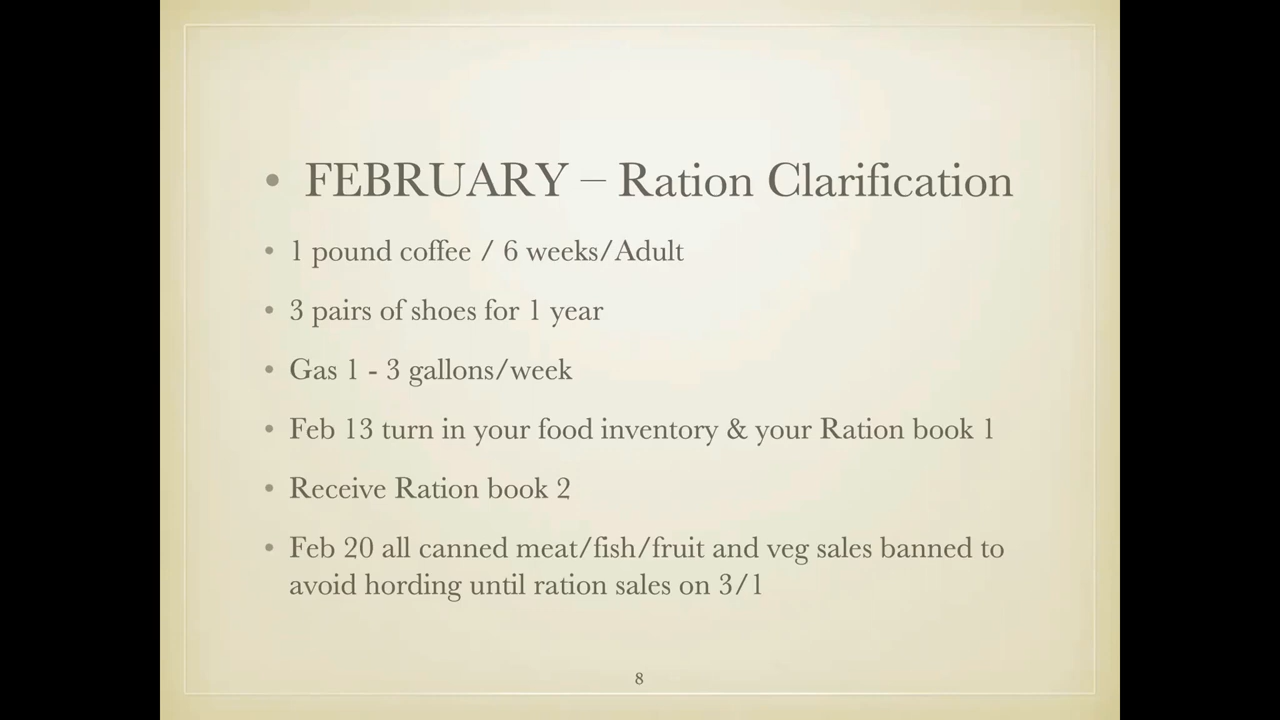 • FEBRUARY – Ration Clarification
• 1 pound coffee / 6 weeks/Adult
• 3 pairs of shoes for 1 year
• Gas 1 - 3 gallons/week
• Feb 13 turn in your food inventory & your Ration book 1
• Receive Ration book 2
• Feb 20 all canned meat/fish/fruit and veg sales banned to
avoid hording until ration sales on 3/1
8